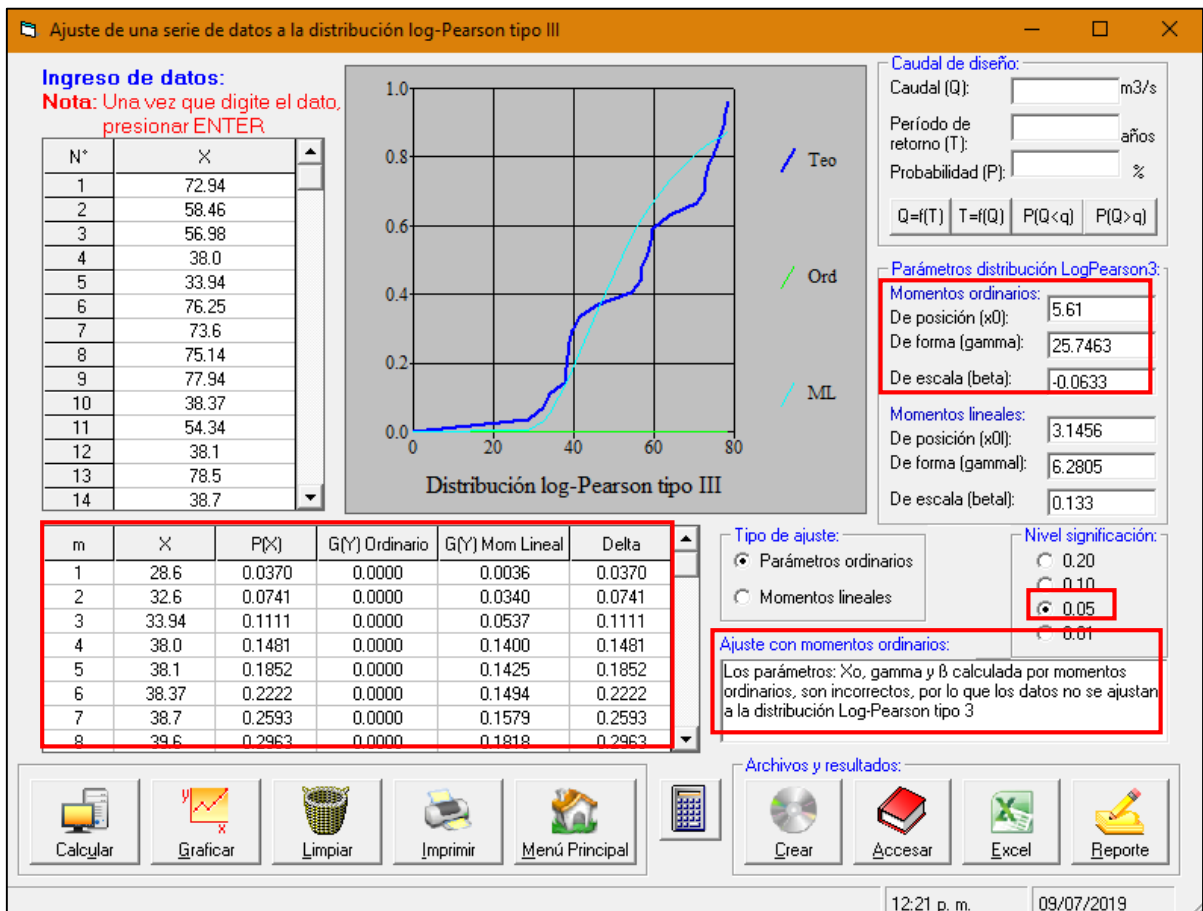 Ajuste de una serie de datos a la distribución log-Pearson tipo III
Ingreso de datos:
Nota: Una vez que digite el dato,
presionar ENTER
N° X
1 72.94
2 58.46
3 56.98
4 38.0
5 33.94
6 76.25
7 73.6
8 75.14
9 77.94
10 38.37
11 54.34
12 38.1
13 78.5
14 38.7
1.0
0.8
0.6
0.4
0.2
0.0
0 20 40 60 80
Distribución log-Pearson tipo III
Teo
Ord
ML
Caudal de diseño:
Caudal (Q): m3/s
Período de
retorno (T): años
Probabilidad (P): %
Q=f(T) T=f(Q) P(Q<q) P(Q>q)
Parámetros distribución LogPearson3:
Momentos ordinarios:
De posición (x0): 5.61
De forma (gamma): 25.7463
De escala (beta): -0.0633
Momentos lineales:
De posición (x0l): 3.1456
De forma (gammal): 6.2805
De escala (betal): 0.133
m X P(X) G(Y) Ordinario G(Y) Mom Lineal Delta
1 28.6 0.0370 0.0000 0.0036 0.0370
2 32.6 0.0741 0.0000 0.0340 0.0741
3 33.94 0.1111 0.0000 0.0537 0.1111
4 38.0 0.1481 0.0000 0.1400 0.1481
5 38.1 0.1852 0.0000 0.1425 0.1852
6 38.37 0.2222 0.0000 0.1494 0.2222
7 38.7 0.2593 0.0000 0.1579 0.2593
8 39.6 0.2963 0.0000 0.1818 0.2963
Tipo de ajuste:
Parámetros ordinarios
Momentos lineales
Nivel significación:
0.20
0.10
0.05
0.01
Ajuste con momentos ordinarios:
Los parámetros: Xo, gamma y ß calculada por momentos
ordinarios, son incorrectos, por lo que los datos no se ajustan
a la distribución Log-Pearson tipo 3
Archivos y resultados:
Calcular Graficar Limpiar Imprimir Menú Principal Crear Accesar Excel Reporte
12:21 p. m. 09/07/2019